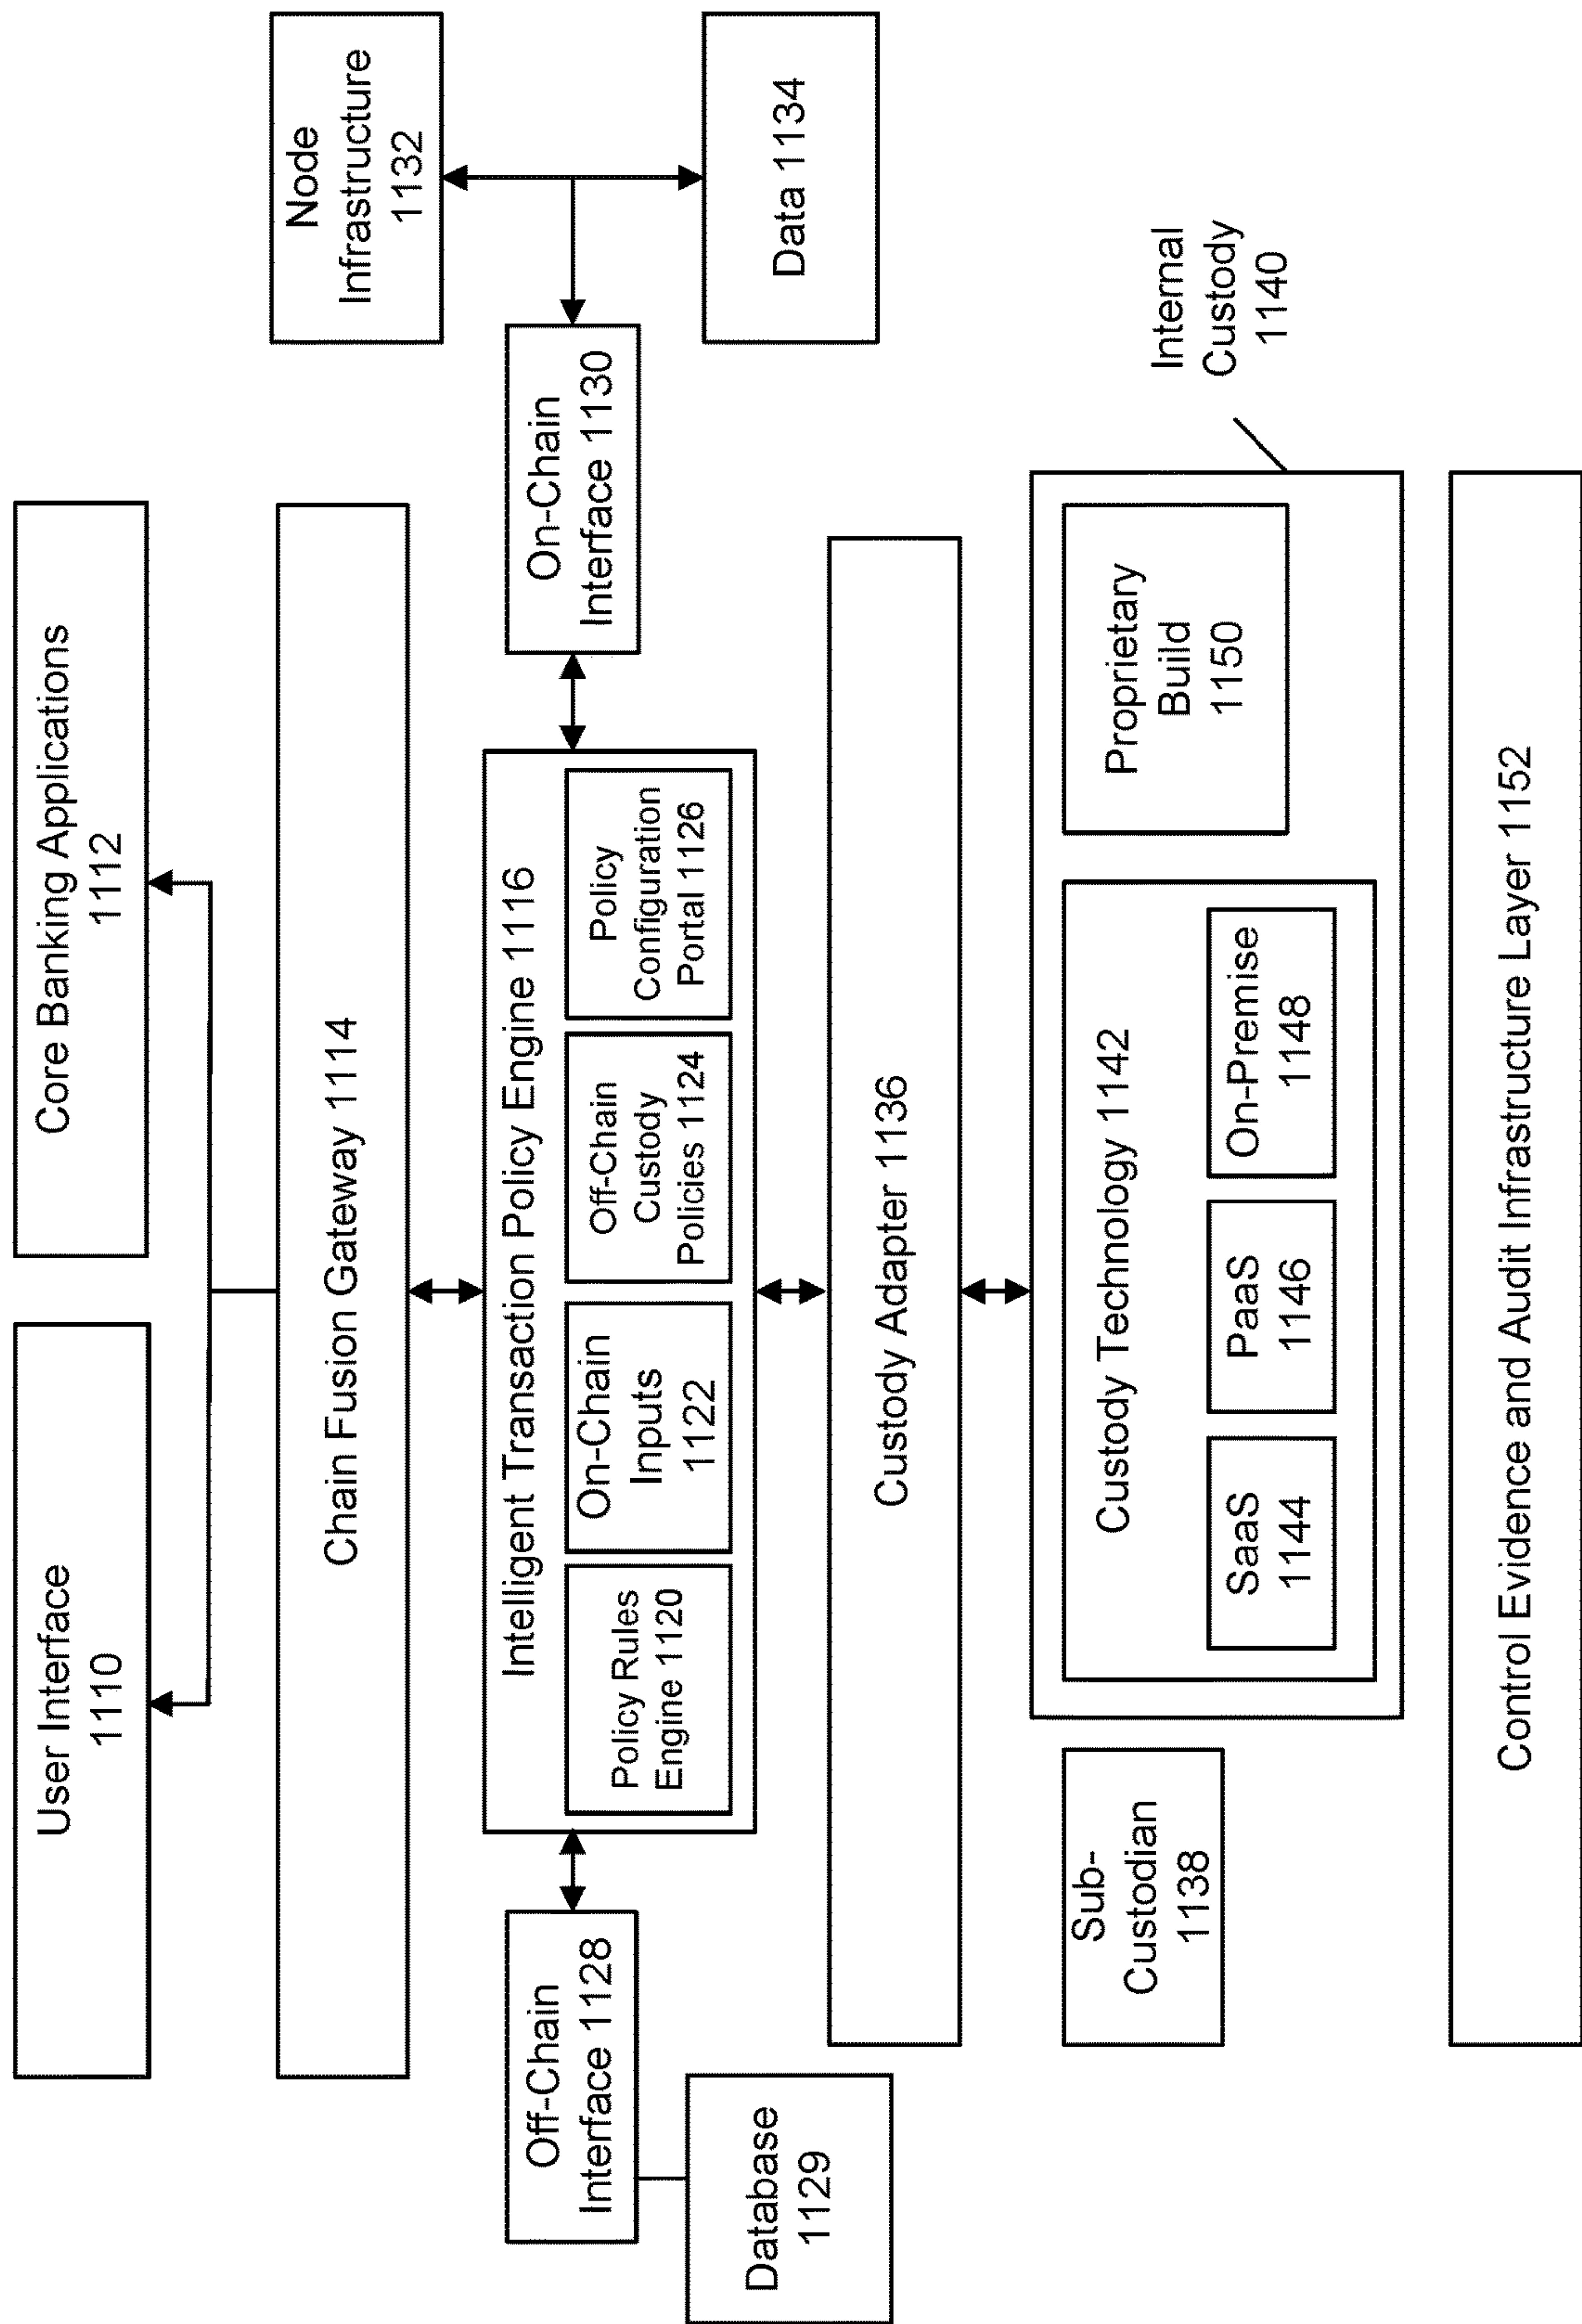 User Interface
1110
Core Banking Applications
1112
Chain Fusion Gateway 1114
Node
Infrastructure
1132
Intelligent Transaction Policy Engine 1116
Policy Rules
Engine 1120
On-Chain
Inputs
1122
Off-Chain
Custody
Policies 1124
Policy
Configuration
Portal 1126
Off-Chain
Interface 1128
On-Chain
Interface 1130
Database
1129
Data 1134
Custody Adapter 1136
Sub-
Custodian
1138
Internal
Custody
1140
Custody Technology 1142
SaaS
1144
PaaS
1146
On-Premise
1148
Proprietary
Build
1150
Control Evidence and Audit Infrastructure Layer 1152